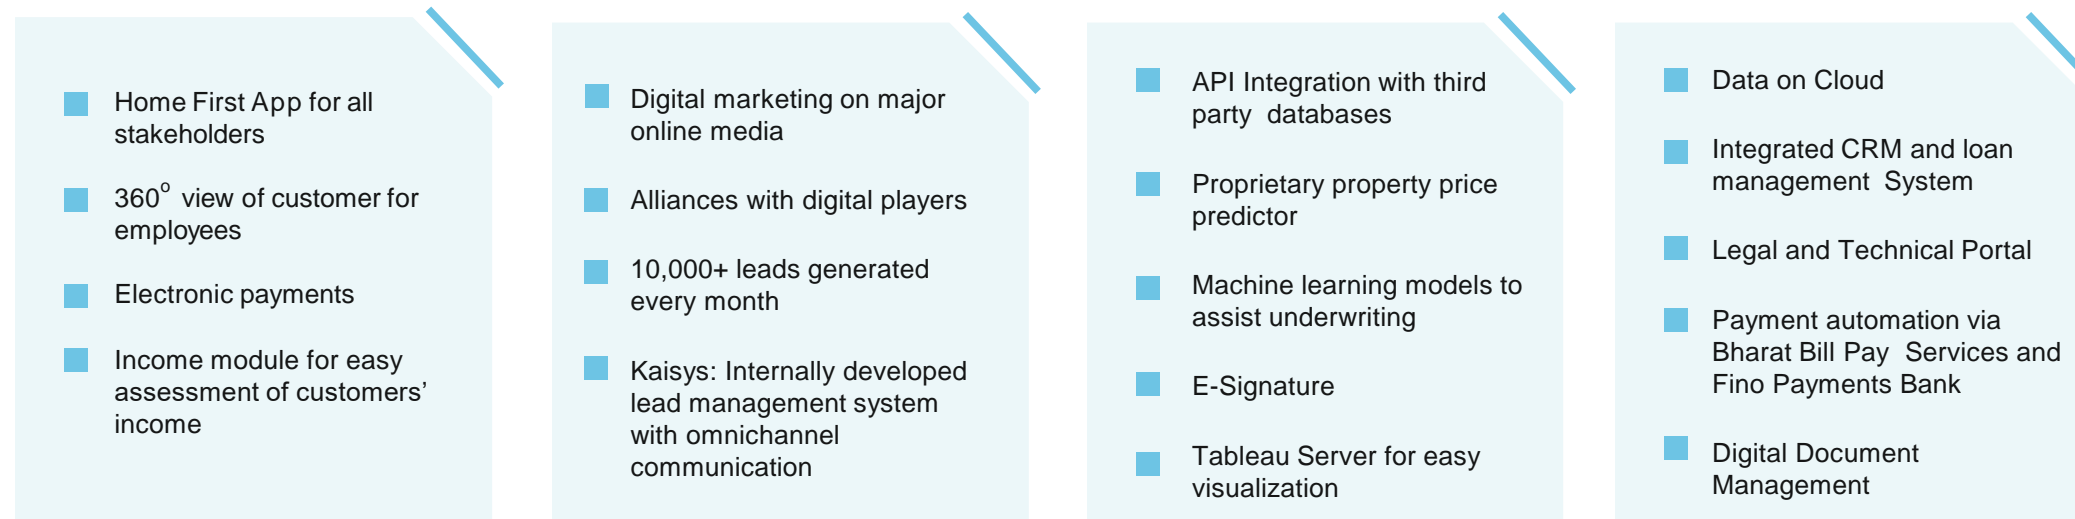 Home First App for all
stakeholders
360° view of customer for
employees
Electronic payments
Income module for easy
assessment of customers’
income
Digital marketing on major
online media
Alliances with digital players
10,000+ leads generated
every month
Kaisys: Internally developed
lead management system
with omnichannel
communication
API Integration with third
party databases
Proprietary property price
predictor
Machine learning models to
assist underwriting
E-Signature
Tableau Server for easy
visualization
Data on Cloud
Integrated CRM and loan
management System
Legal and Technical Portal
Payment automation via
Bharat Bill Pay Services and
Fino Payments Bank
Digital Document
Management